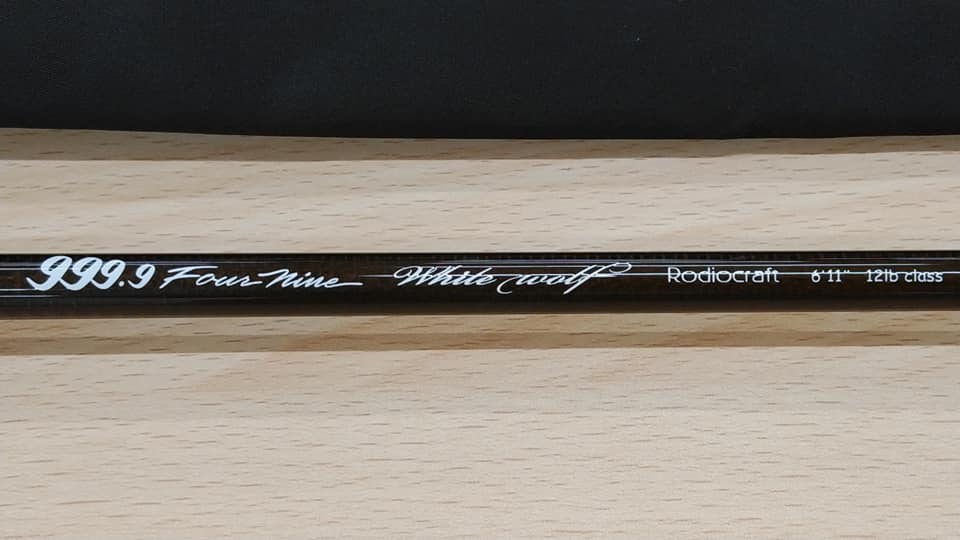 999.9 Four Nine White wolf Rodiocraft 6'11" 12lb class